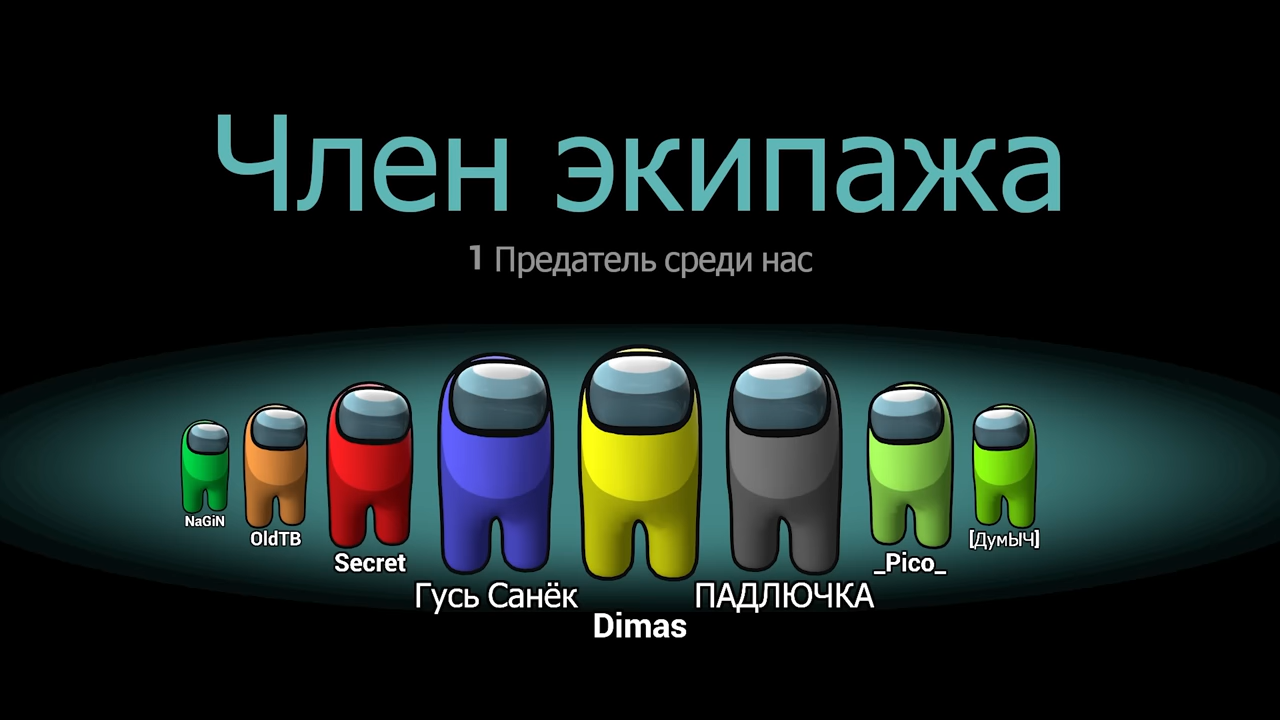 Член экипажа
1 Предатель среди нас
NaGiN
OldTB
Secret
Гусь Санёк
Dimas
ПАДЛЮЧКА
_Pico_
[ДумЫЧ]